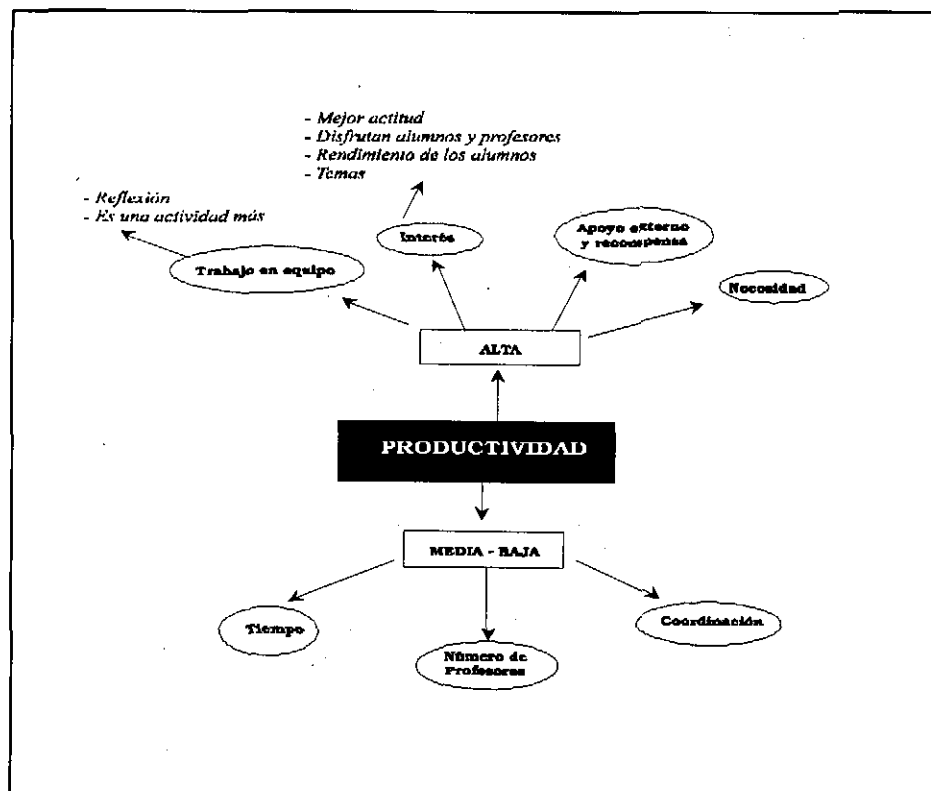 - Mejor actitud
- Disfrutan alumnos y profesores
- Rendimiento de los alumnos
- Temas
- Reflexión
- Es una actividad más
Trabajo en equipo
Interés
Apoyo externo
y recompensa
Nocosidad
ALTA
PRODUCTIVIDAD
MEDIA - BAJA
Tiempo
Número de
Profesores
Coordinación